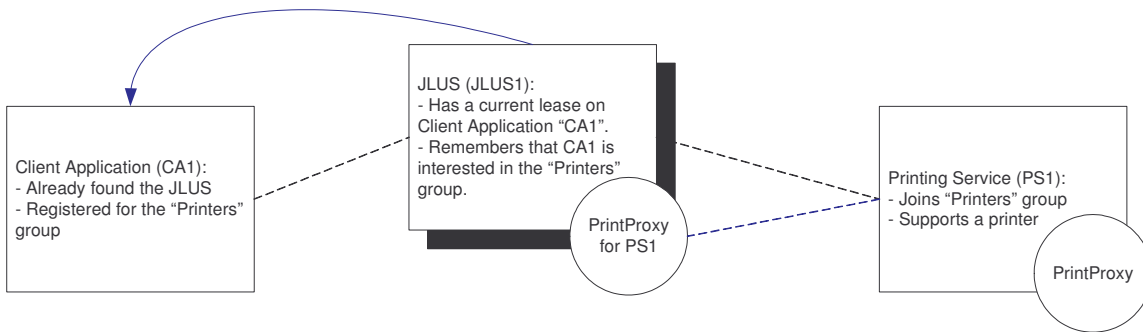 JLUS (JLUS1):
- Has a current lease on
Client Application “CA1”.
- Remembers that CA1 is
interested in the “Printers”
group.
Client Application (CA1):
- Already found the JLUS
- Registered for the “Printers”
group
Printing Service (PS1):
- Joins “Printers” group
- Supports a printer
PrintProxy
for PS1
PrintProxy